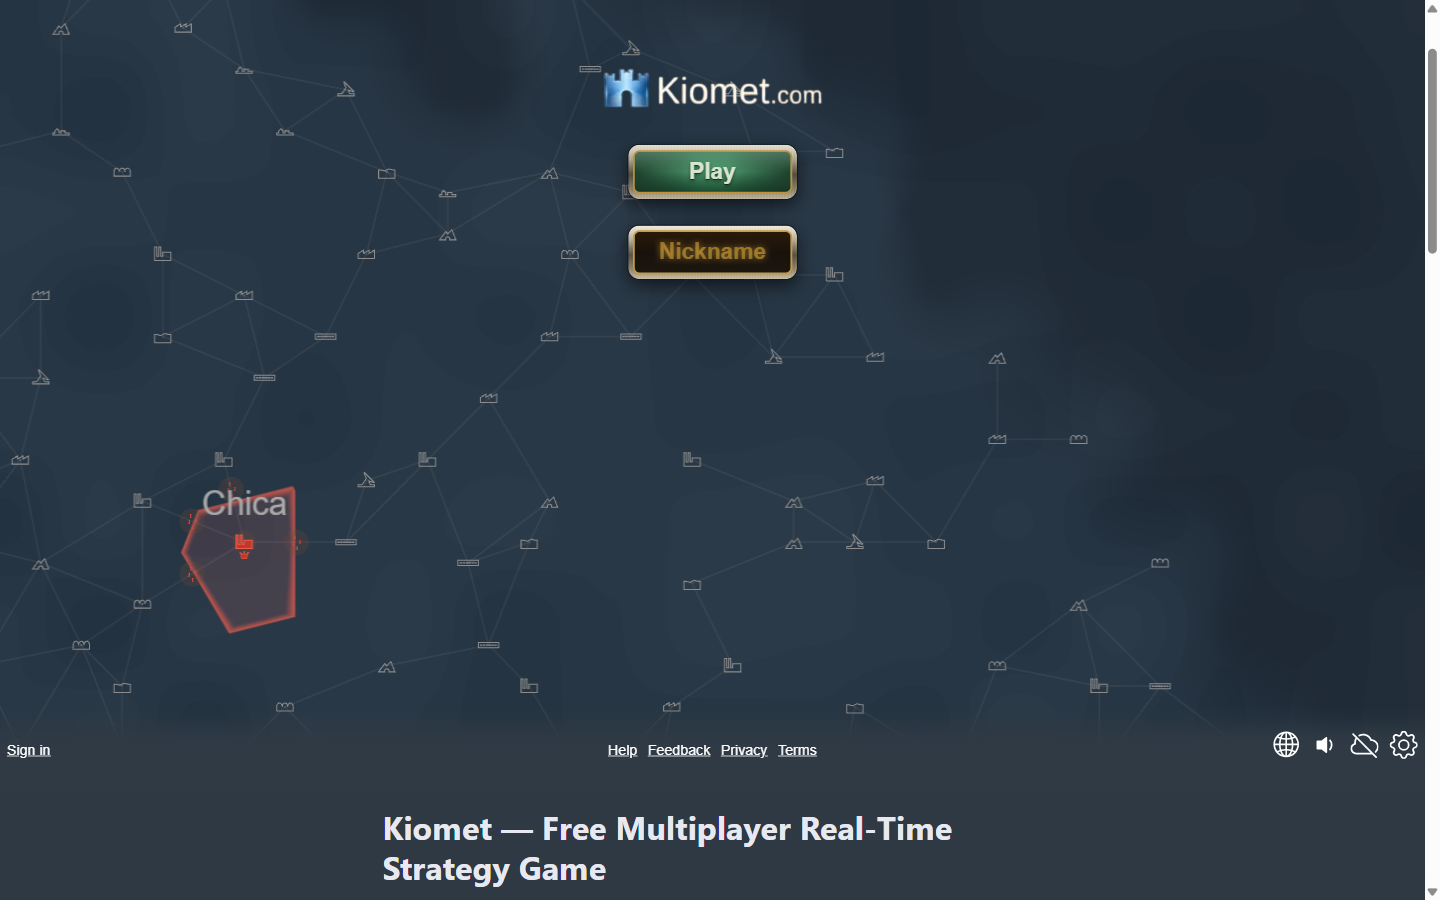 Kiomet.com
Play
Nickname
Chica
Sign in
Help Feedback Privacy Terms
Kiomet — Free Multiplayer Real-Time
Strategy Game